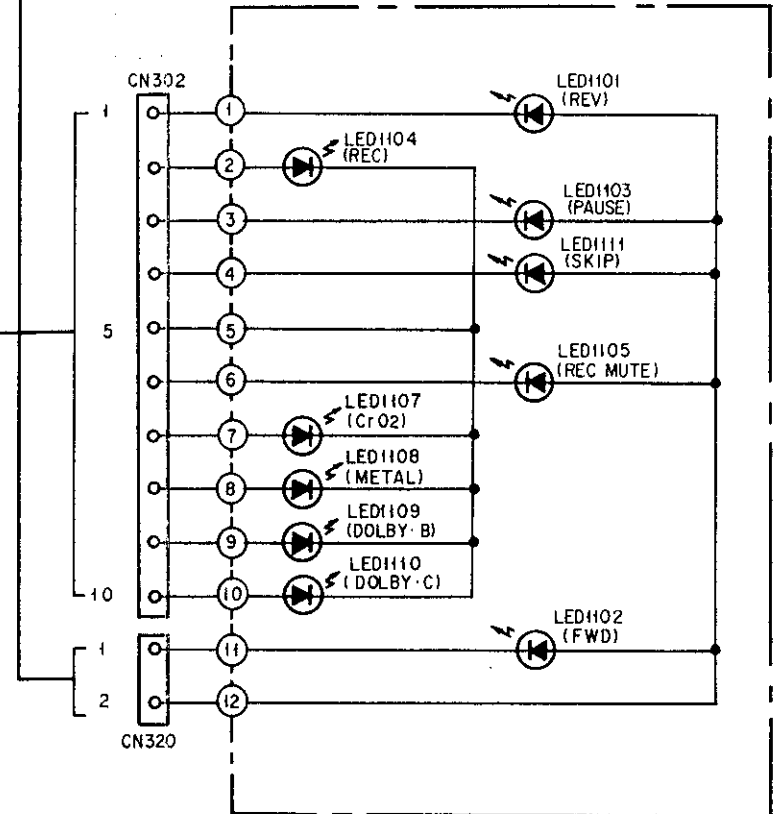 CN302
LED1101
(REV)
1
1
LED1104
(REC)
2
LED1103
(PAUSE)
3
LED1111
(SKIP)
4
5
5
LED1105
(REC MUTE)
6
LED1107
(CrO2)
7
LED1108
(METAL)
8
LED1109
(DOLBY·B)
9
LED1110
(DOLBY·C)
10
10
LED1102
(FWD)
1
11
2
12
CN320